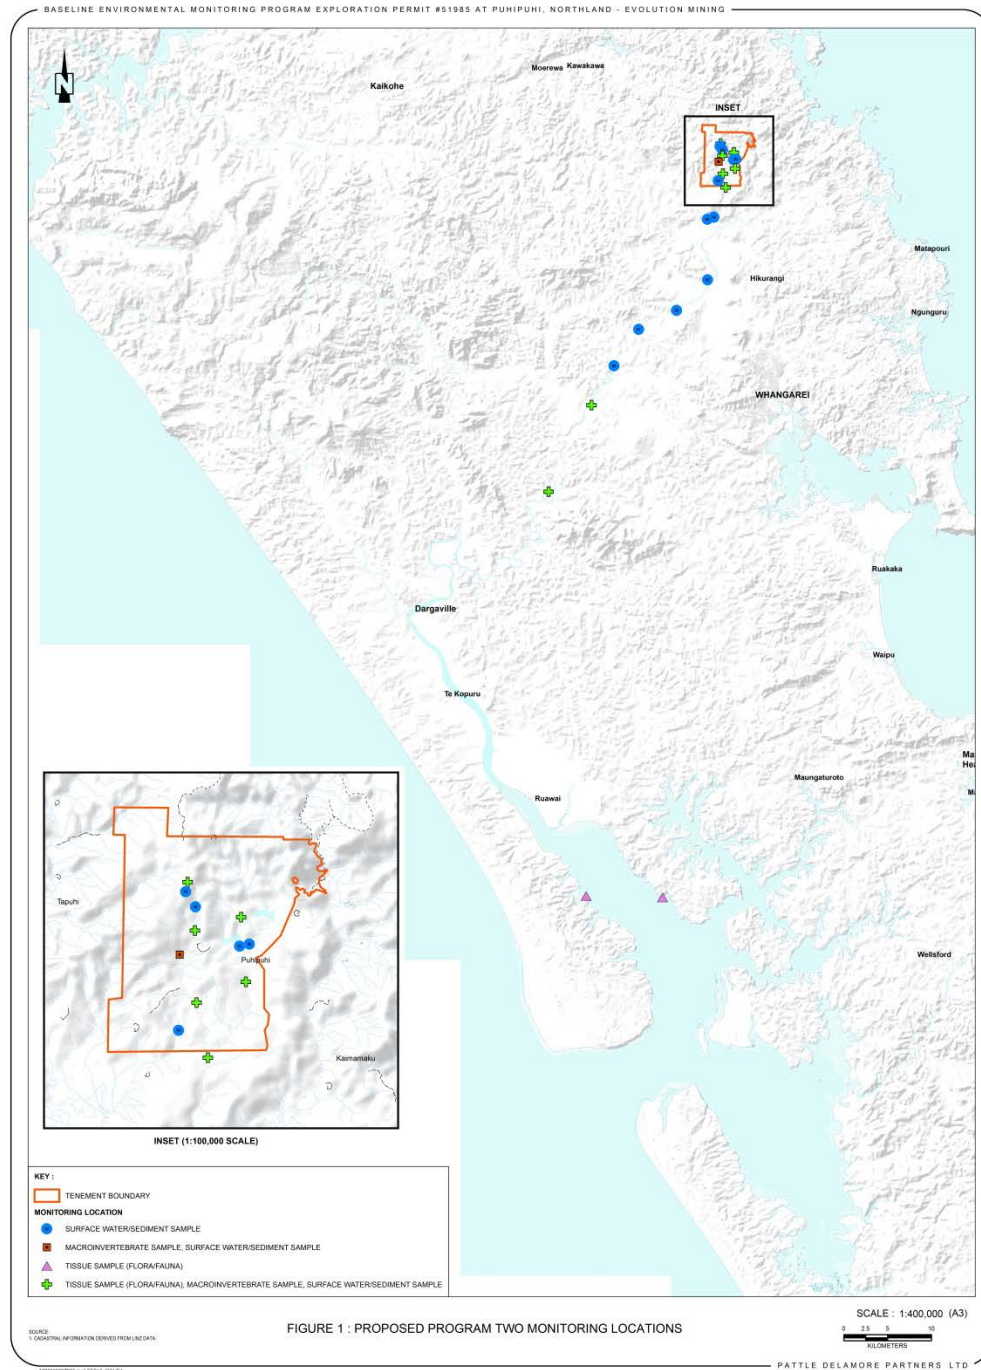 BASELINE ENVIRONMENTAL MONITORING PROGRAM EXPLORATION PERMIT #51985 AT PUHIPUHI, NORTHLAND - EVOLUTION MINING
N
Moerewa
Kawakawa
Kaikohe
INSET
Matapouri
Hikurangi
Ngunguru
WHANGAREI
Ruakaka
Dargaville
Waipu
Te Kopuru
Maungaturoto
Ruawai
Wellsford
Tapuhi
Puhipuhi
Kaimamaku
INSET (1:100,000 SCALE)
KEY :
TENEMENT BOUNDARY
MONITORING LOCATION
SURFACE WATER/SEDIMENT SAMPLE
MACROINVERTEBRATE SAMPLE, SURFACE WATER/SEDIMENT SAMPLE
TISSUE SAMPLE (FLORA/FAUNA)
TISSUE SAMPLE (FLORA/FAUNA), MACROINVERTEBRATE SAMPLE, SURFACE WATER/SEDIMENT SAMPLE
SOURCE:
1. CADASTRAL INFORMATION DERIVED FROM LINZ DATA.
FIGURE 1 : PROPOSED PROGRAM TWO MONITORING LOCATIONS
SCALE : 1:400,000 (A3)
0 2.5 5 10
KILOMETERS
PATTLE DELAMORE PARTNERS LTD